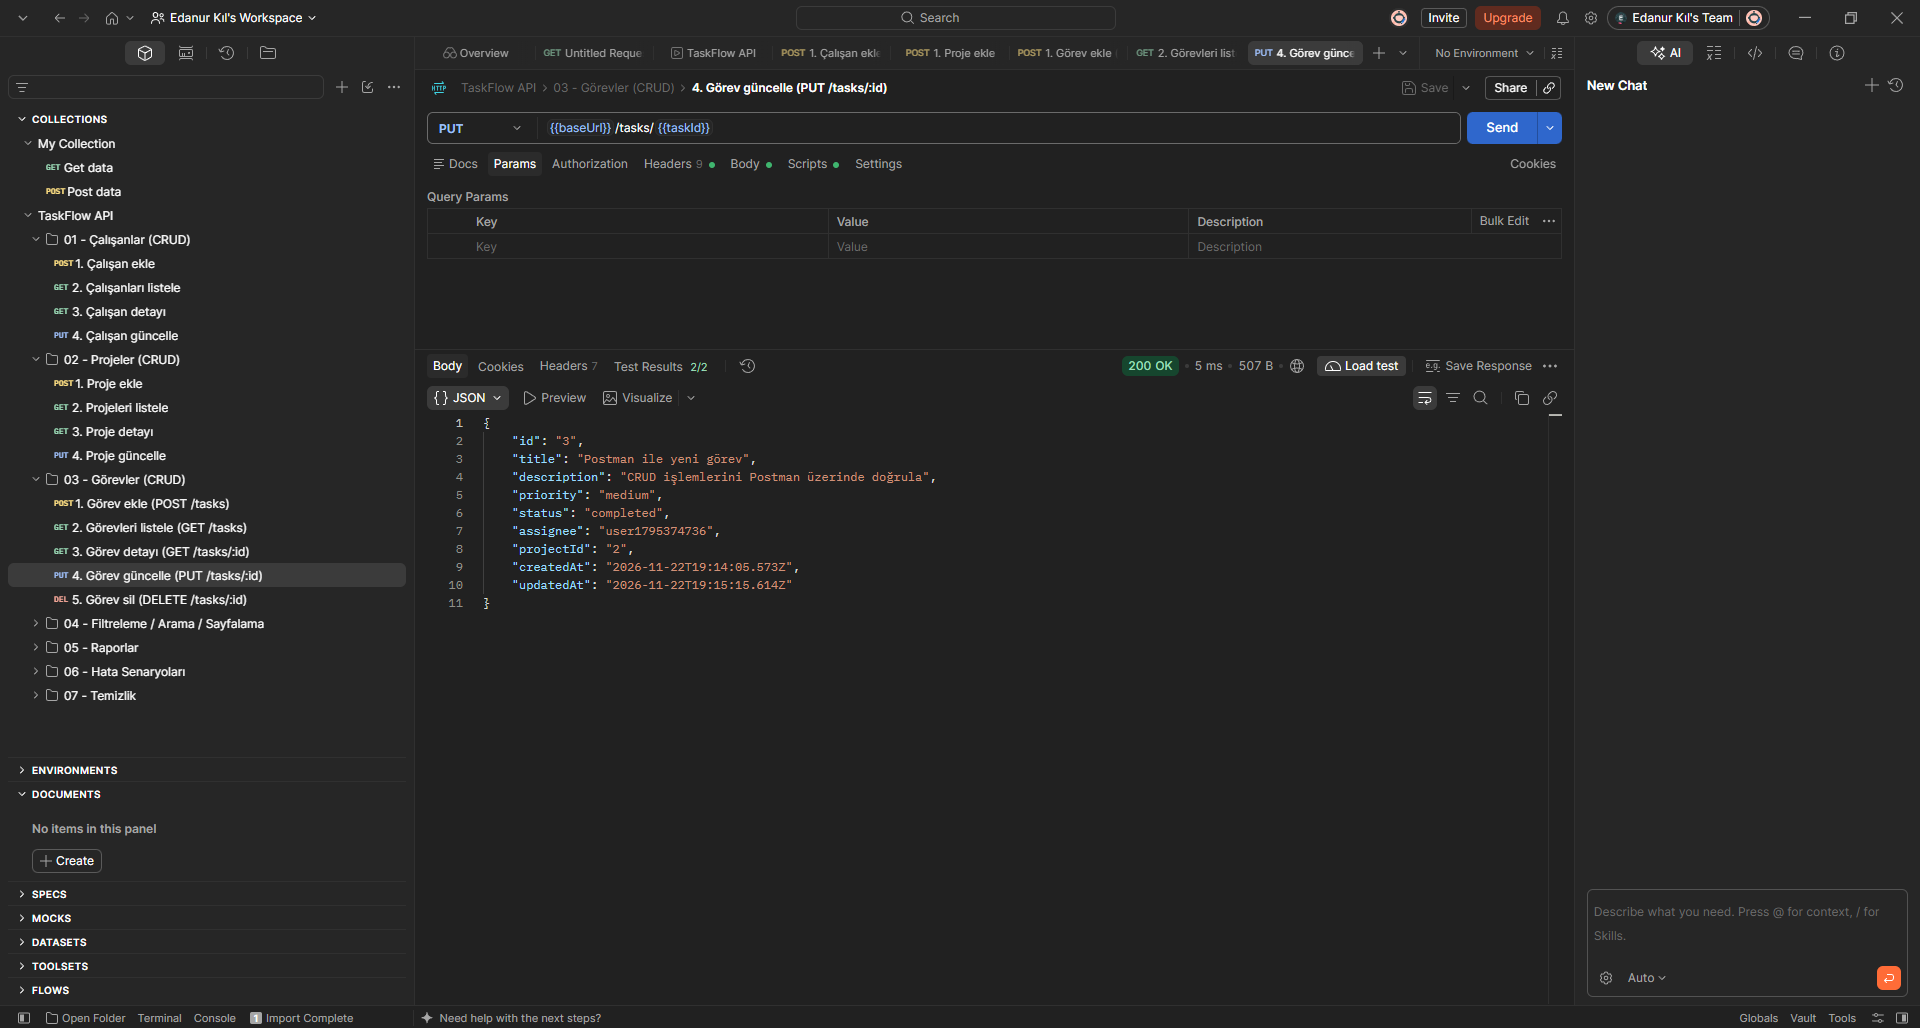 Edanur Kıl's Workspace
Search
Invite
Upgrade
Edanur Kıl's Team
Overview
GET Untitled Reque
TaskFlow API
POST 1. Çalışan ekle
POST 1. Proje ekle
POST 1. Görev ekle
GET 2. Görevleri list
PUT 4. Görev günce
No Environment
AI
COLLECTIONS
My Collection
GET Get data
POST Post data
TaskFlow API
01 - Çalışanlar (CRUD)
POST 1. Çalışan ekle
GET 2. Çalışanları listele
GET 3. Çalışan detayı
PUT 4. Çalışan güncelle
02 - Projeler (CRUD)
POST 1. Proje ekle
GET 2. Projeleri listele
GET 3. Proje detayı
PUT 4. Proje güncelle
03 - Görevler (CRUD)
POST 1. Görev ekle (POST /tasks)
GET 2. Görevleri listele (GET /tasks)
GET 3. Görev detayı (GET /tasks/:id)
PUT 4. Görev güncelle (PUT /tasks/:id)
DEL 5. Görev sil (DELETE /tasks/:id)
04 - Filtreleme / Arama / Sayfalama
05 - Raporlar
06 - Hata Senaryoları
07 - Temizlik
ENVIRONMENTS
DOCUMENTS
No items in this panel
Create
SPECS
MOCKS
DATASETS
TOOLSETS
FLOWS
HTTP TaskFlow API > 03 - Görevler (CRUD) > 4. Görev güncelle (PUT /tasks/:id)
Save
Share
PUT
{{baseUrl}} /tasks/ {{taskId}}
Send
Docs Params Authorization Headers 9 Body Scripts Settings
Cookies
Query Params
Key Value Description Bulk Edit
Key Value Description
Body Cookies Headers 7 Test Results 2/2
200 OK 5 ms 507 B
Load test
e.g. Save Response
{} JSON Preview Visualize
1 {
2 "id": "3",
3 "title": "Postman ile yeni görev",
4 "description": "CRUD işlemlerini Postman üzerinde doğrula",
5 "priority": "medium",
6 "status": "completed",
7 "assignee": "user1795374736",
8 "projectId": "2",
9 "createdAt": "2026-11-22T19:14:05.573Z",
10 "updatedAt": "2026-11-22T19:15:15.614Z"
11 }
New Chat
Describe what you need. Press @ for context, / for
Skills.
Auto
Open Folder Terminal Console 1 Import Complete
Need help with the next steps?
Globals Vault Tools